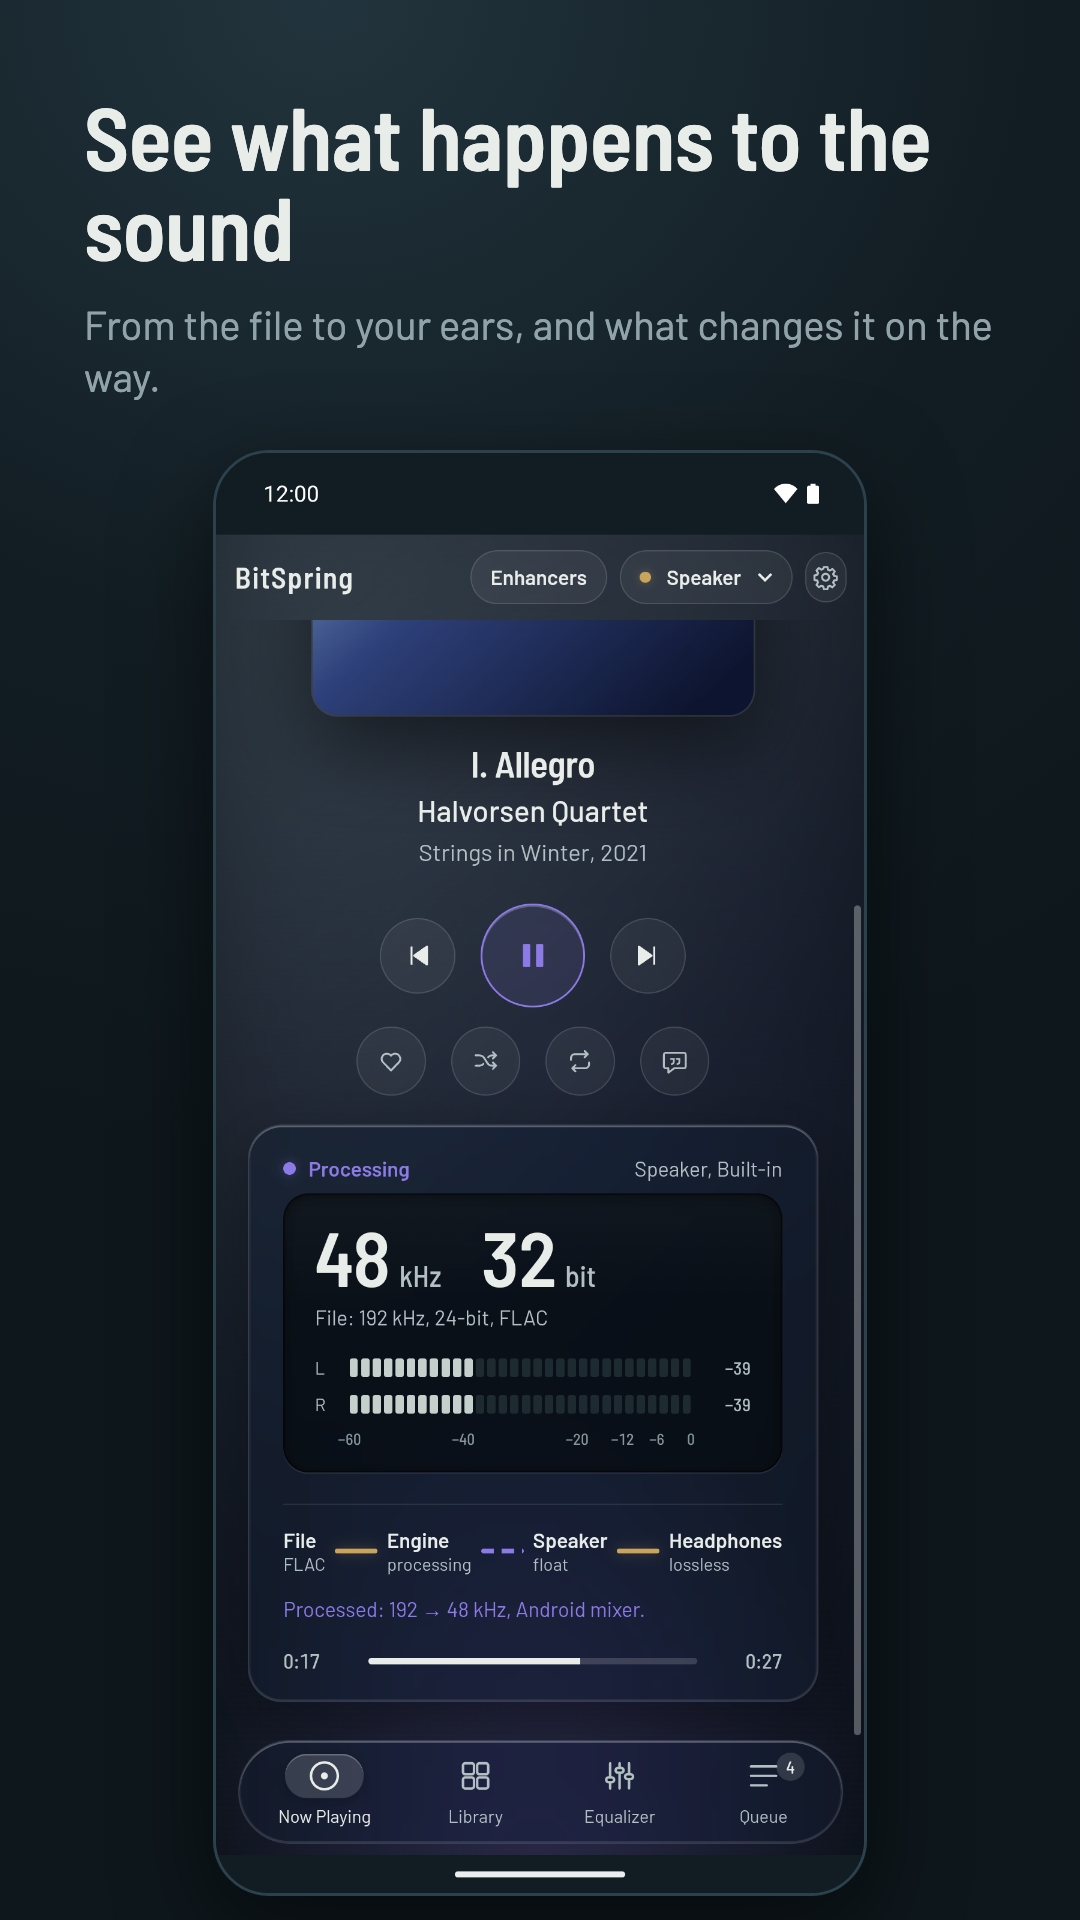 See what happens to the
sound
From the file to your ears, and what changes it on the
way.
12:00
BitSpring
Enhancers
Speaker
I. Allegro
Halvorsen Quartet
Strings in Winter, 2021
Processing
Speaker, Built-in
48 kHz 32 bit
File: 192 kHz, 24-bit, FLAC
L −39
R −39
−60 −40 −20 −12 −6 0
File Engine Speaker Headphones
FLAC processing float lossless
Processed: 192 → 48 kHz, Android mixer.
0:17 0:27
4
Now Playing Library Equalizer Queue